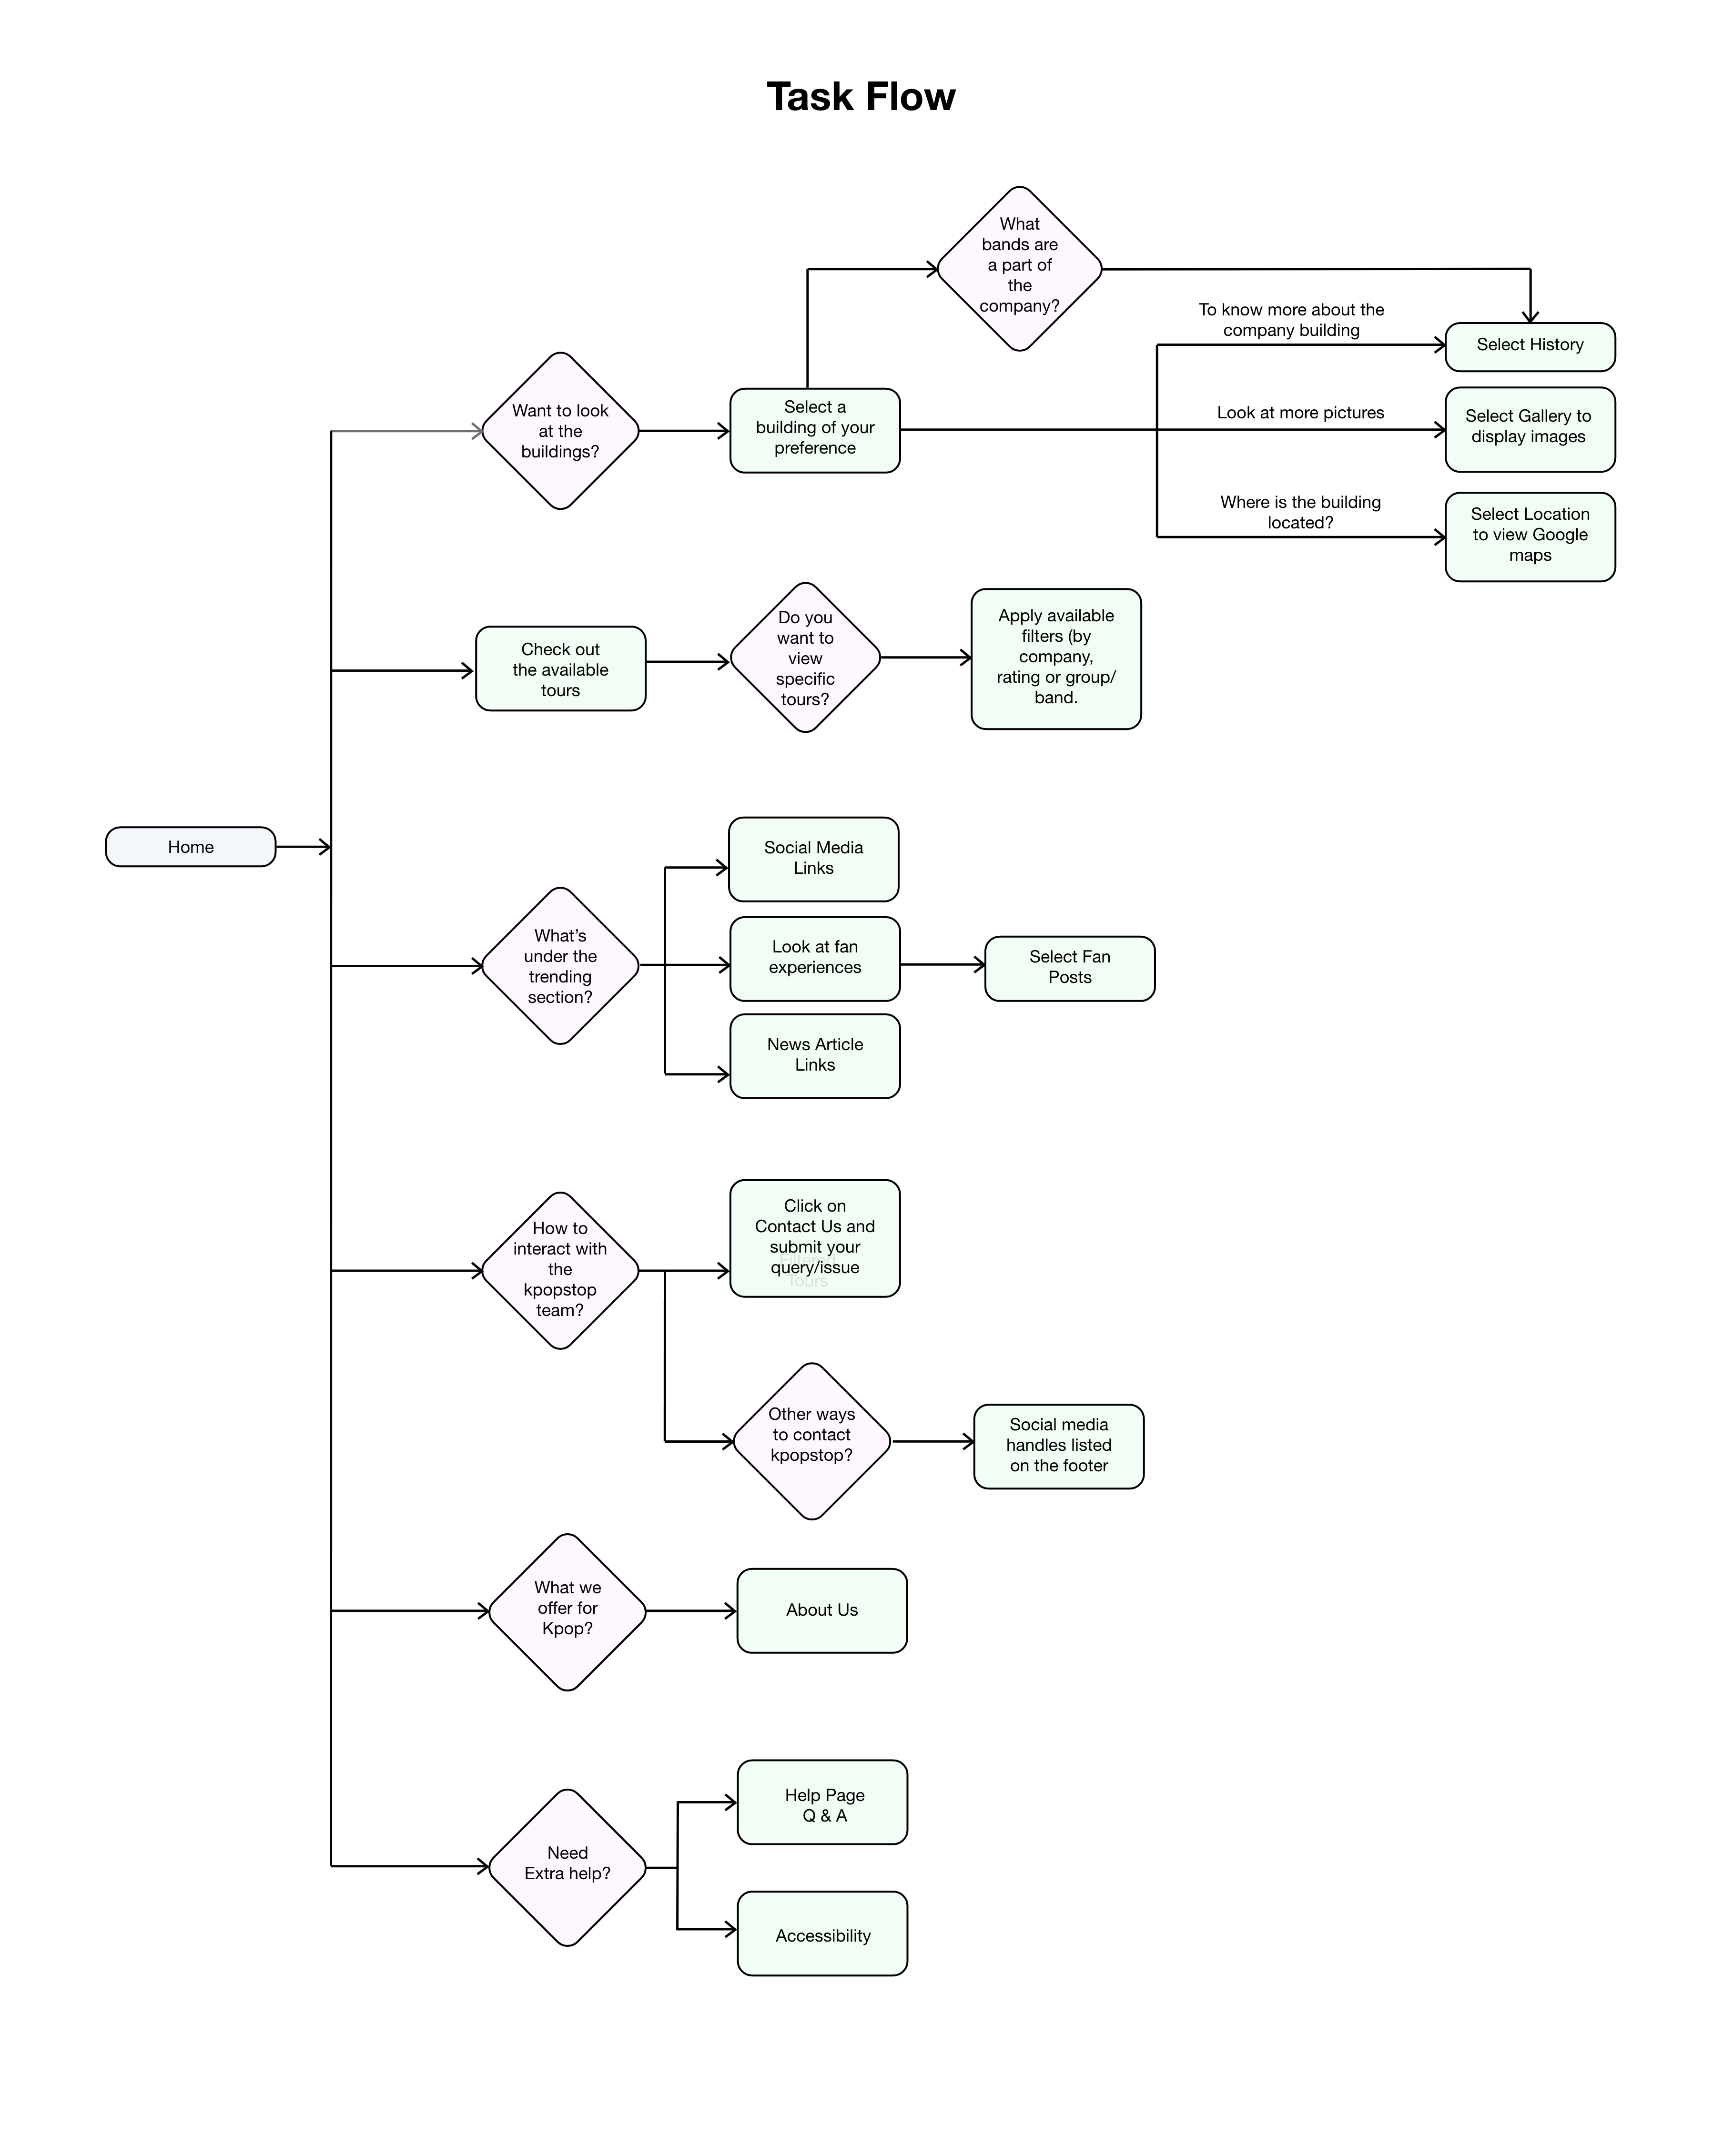 Task Flow
What
bands are
a part of
the
company?
To know more about the
company building
Select History
Want to look
at the
buildings?
Select a
building of your
preference
Look at more pictures
Select Gallery to
display images
Where is the building
located?
Select Location
to view Google
maps
Check out
the available
tours
Do you
want to
view
specific
tours?
Apply available
filters (by
company,
rating or group/
band.
Home
Social Media
Links
What’s
under the
trending
section?
Look at fan
experiences
Select Fan
Posts
News Article
Links
How to
interact with
the
kpopstop
team?
Click on
Contact Us and
submit your
query/issue
Filtered
Tours
Other ways
to contact
kpopstop?
Social media
handles listed
on the footer
What we
offer for
Kpop?
About Us
Need
Extra help?
Help Page
Q & A
Accessibility